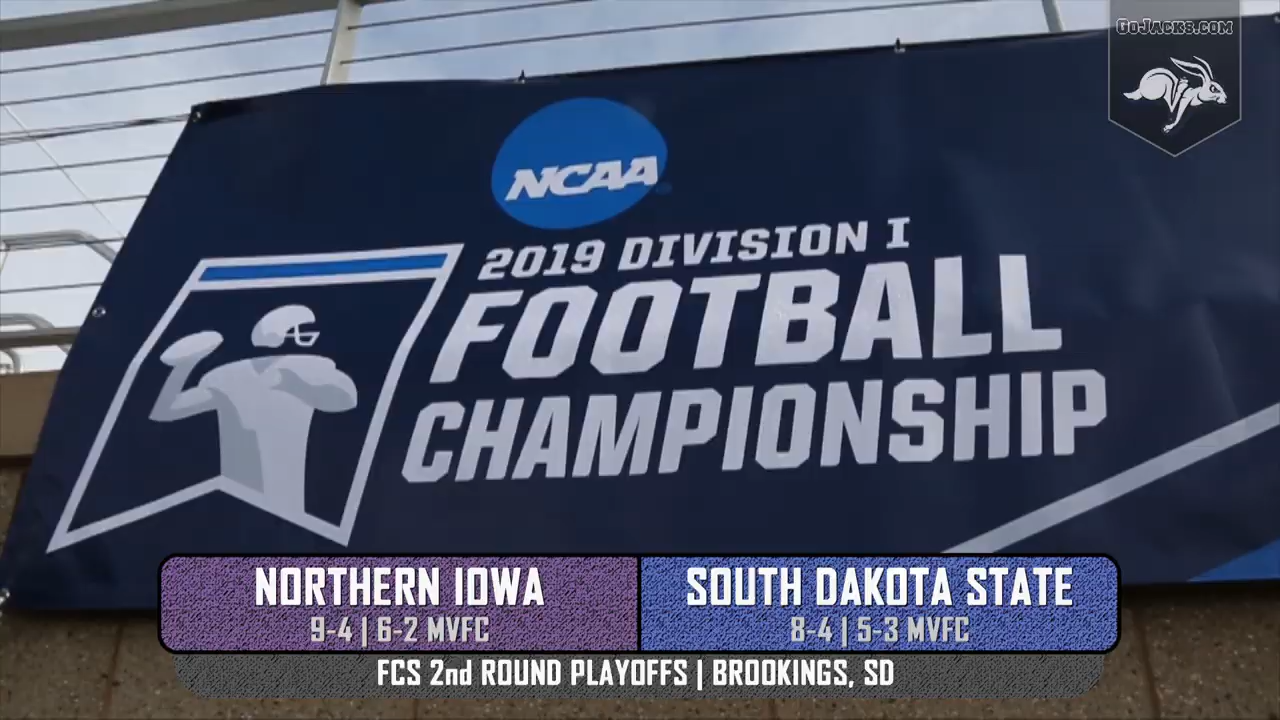 GoJacks.com
NCAA
2019 DIVISION I
FOOTBALL
CHAMPIONSHIP
NORTHERN IOWA
9-4 | 6-2 MVFC
SOUTH DAKOTA STATE
8-4 | 5-3 MVFC
FCS 2nd ROUND PLAYOFFS | BROOKINGS, SD